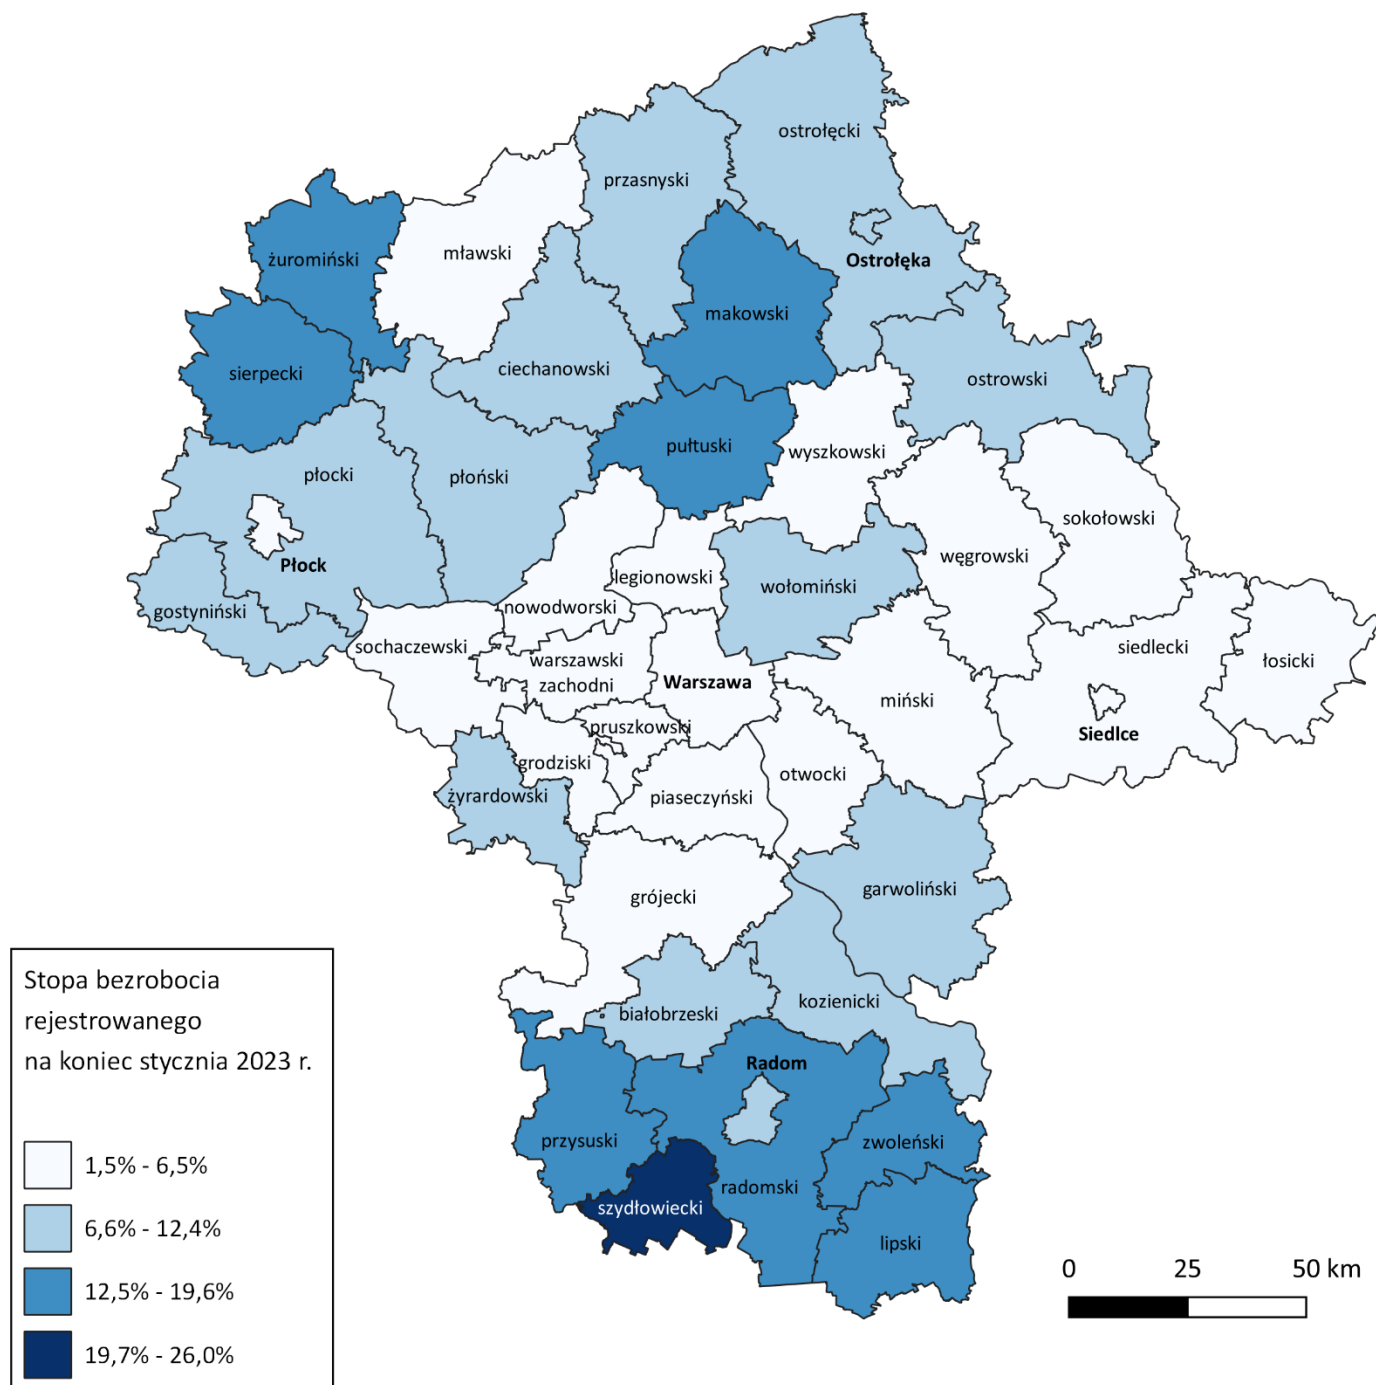 ostrołęcki
przasnyski
mławski
żuromiński
Ostrołęka
makowski
ciechanowski
sierpecki
ostrowski
pułtuski
wyszkowski
płocki
płoński
sokołowski
węgrowski
Płock
legionowski
wołomiński
gostyniński
nowodworski
sochaczewski
siedlecki
warszawski
zachodni
łosicki
Warszawa
miński
pruszkowski
Siedlce
grodziski
otwocki
żyrardowski
piaseczyński
garwoliński
grójecki
kozienicki
białobrzeski
Radom
przysuski
zwoleński
radomski
szydłowiecki
lipski
Stopa bezrobocia
rejestrowanego
na koniec stycznia 2023 r.
1,5% - 6,5%
6,6% - 12,4%
12,5% - 19,6%
19,7% - 26,0%
0 25 50 km